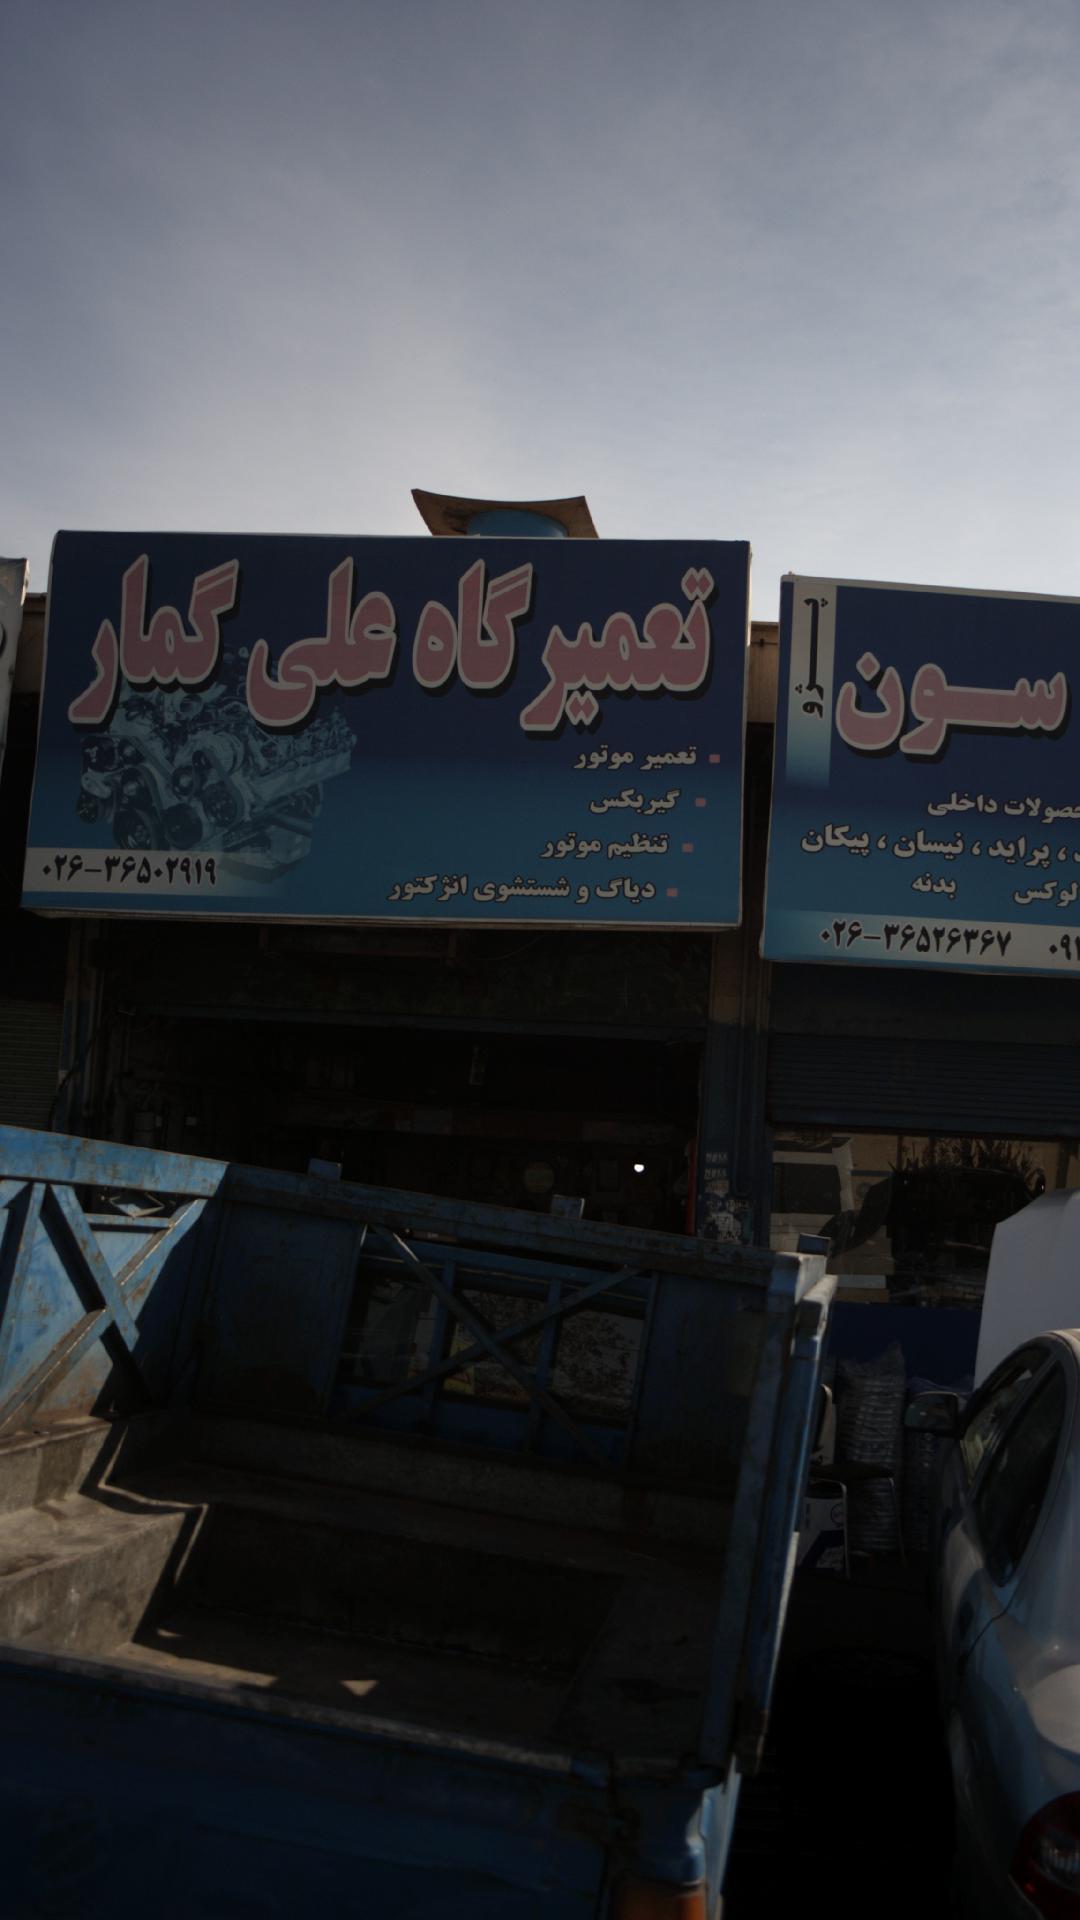 تعمیرگاه علی گمار
تعمیر موتور
گیربکس
تنظیم موتور
دیاگ و شستشوی انژکتور
۰۲۶-۳۶۵۰۲۹۱۹
پژو
سون
داخلی
، پراید ، نیسان ، پیکان
لوکس بدنه
۰۲۶-۳۶۵۲۶۳۶۷